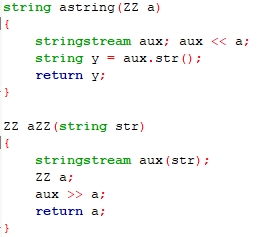 string astring(ZZ a)
{
stringstream aux; aux << a;
string y = aux.str();
return y;
}
ZZ aZZ(string str)
{
stringstream aux(str);
ZZ a;
aux >> a;
return a;
}